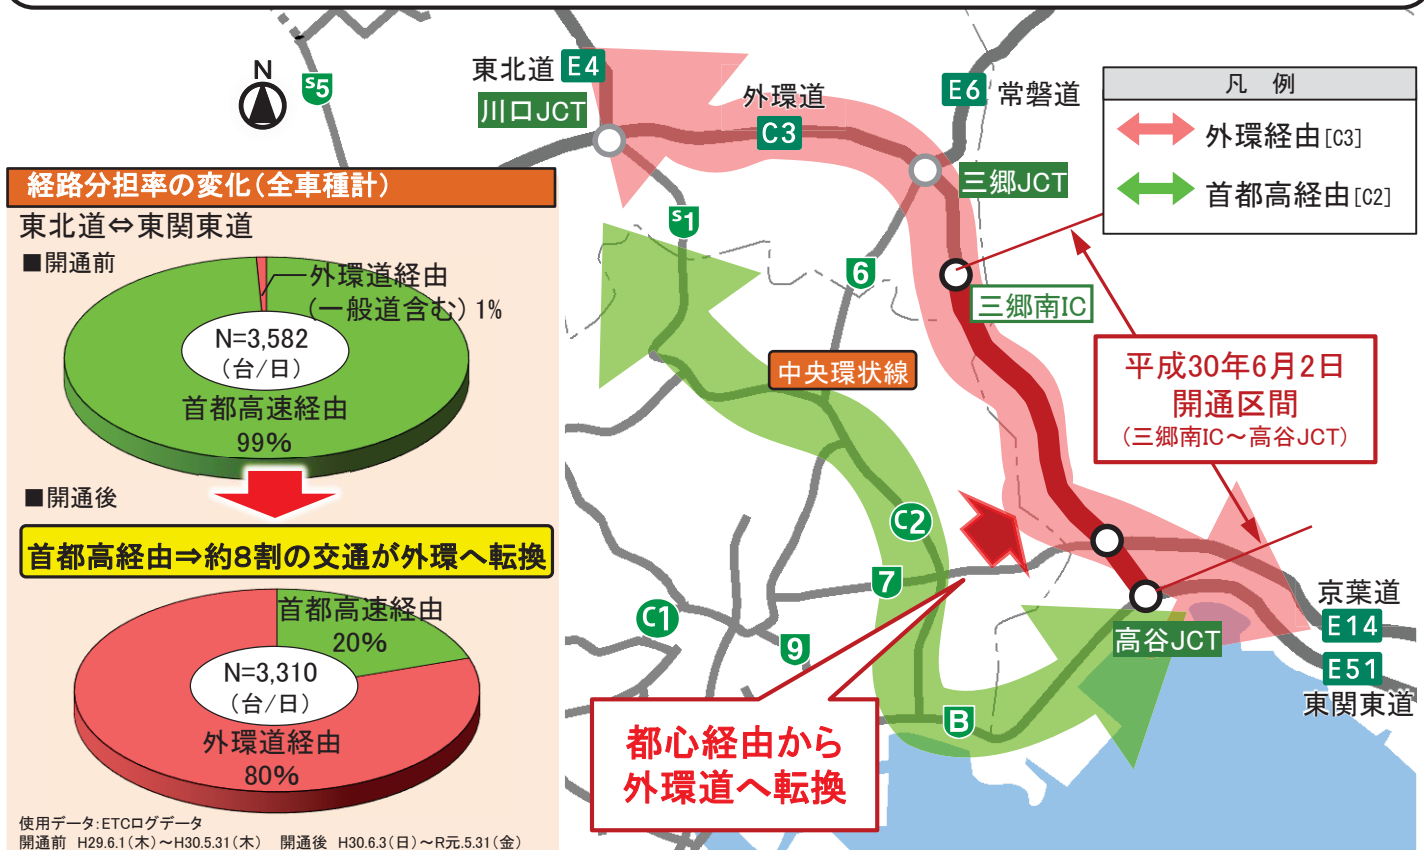 N
S5
東北道 E4
川口JCT
外環道
C3
E6 常磐道
三郷JCT
凡 例
外環経由[C3]
首都高経由[C2]
経路分担率の変化(全車種計)
東北道⇔東関東道
■開通前
外環道経由
(一般道含む) 1%
N=3,582
(台/日)
首都高速経由
99%
■開通後
首都高経由⇒約8割の交通が外環へ転換
首都高速経由
20%
N=3,310
(台/日)
外環道経由
80%
使用データ:ETCログデータ
開通前 H29.6.1(木)～H30.5.31(木) 開通後 H30.6.3(日)～R元.5.31(金)
S1
6
三郷南IC
中央環状線
平成30年6月2日
開通区間
(三郷南IC～高谷JCT)
C2
7
C1
9
B
高谷JCT
京葉道
E14
E51
東関東道
都心経由から
外環道へ転換